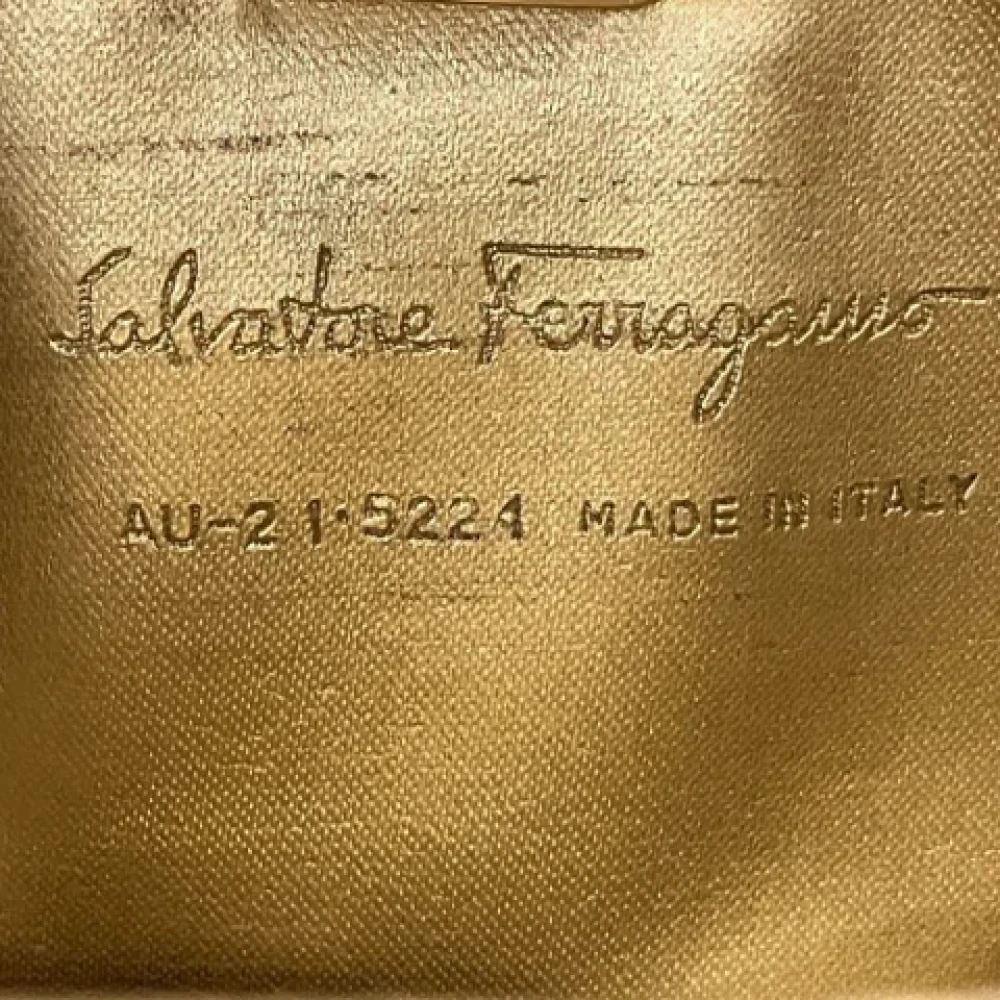 Salvatore Ferragamo
AU-21·5224 MADE IN ITALY